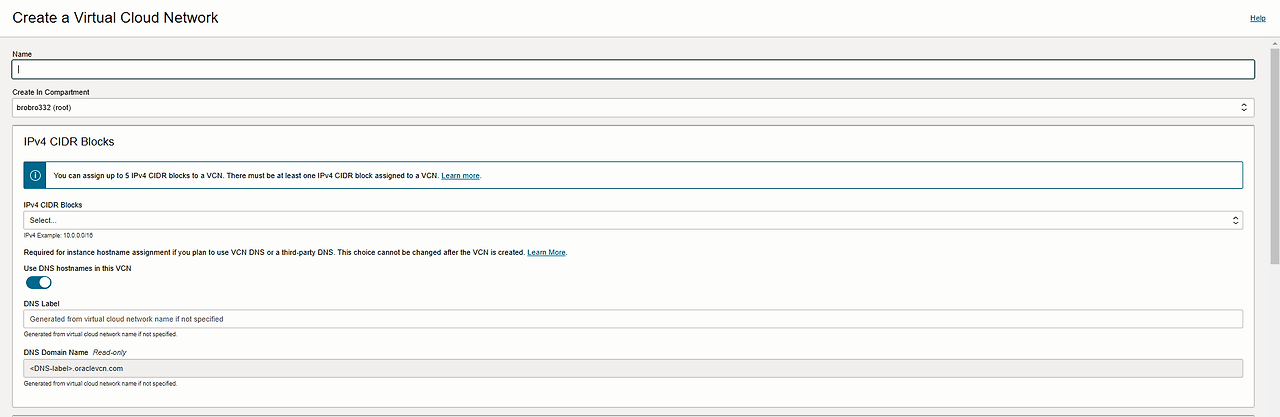 Create a Virtual Cloud Network
Help
Name
Create In Compartment
brobro332 (root)
IPv4 CIDR Blocks
You can assign up to 5 IPv4 CIDR blocks to a VCN. There must be at least one IPv4 CIDR block assigned to a VCN. Learn more.
IPv4 CIDR Blocks
Select...
IPv4 Example: 10.0.0.0/16
Required for instance hostname assignment if you plan to use VCN DNS or a third-party DNS. This choice cannot be changed after the VCN is created. Learn More.
Use DNS hostnames in this VCN
DNS Label
Generated from virtual cloud network name if not specified
Generated from virtual cloud network name if not specified.
DNS Domain Name Read-only
<DNS-label>.oraclevcn.com
Generated from virtual cloud network name if not specified.